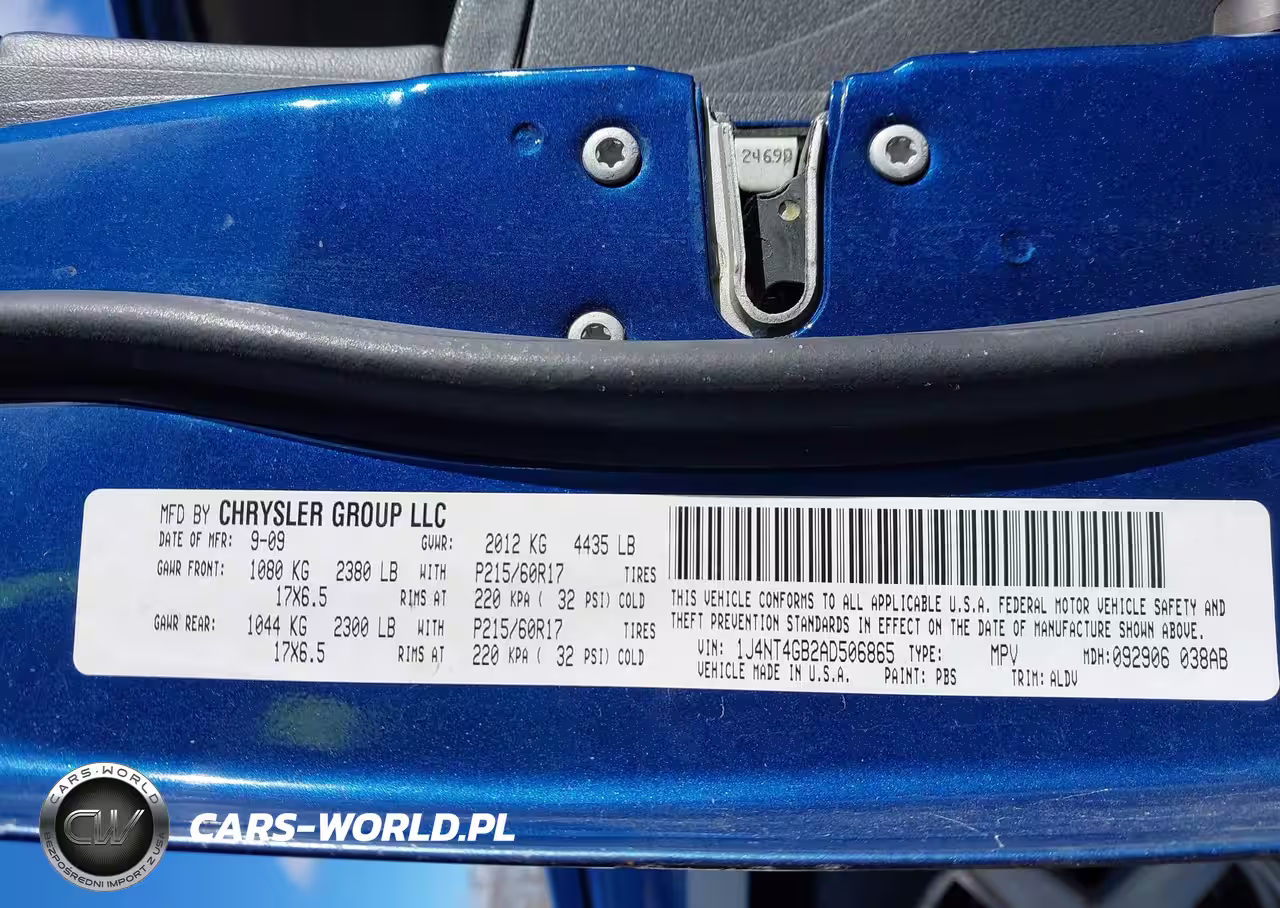 2469D
MFD BY CHRYSLER GROUP LLC
DATE OF MFR: 9-09 GVWR: 2012 KG 4435 LB
GAWR FRONT: 1080 KG 2380 LB WITH P215/60R17 TIRES
17X6.5 RIMS AT 220 KPA ( 32 PSI) COLD
GAWR REAR: 1044 KG 2300 LB WITH P215/60R17 TIRES
17X6.5 RIMS AT 220 KPA ( 32 PSI) COLD
THIS VEHICLE CONFORMS TO ALL APPLICABLE U.S.A. FEDERAL MOTOR VEHICLE SAFETY AND
THEFT PREVENTION STANDARDS IN EFFECT ON THE DATE OF MANUFACTURE SHOWN ABOVE.
VIN: 1J4NT4GB2AD506865 TYPE: MPV MDH:092906 038AB
VEHICLE MADE IN U.S.A. PAINT: PBS TRIM: ALDV
CARS-WORLD
CW
BEZPOŚREDNI IMPORT Z USA
CARS-WORLD.PL